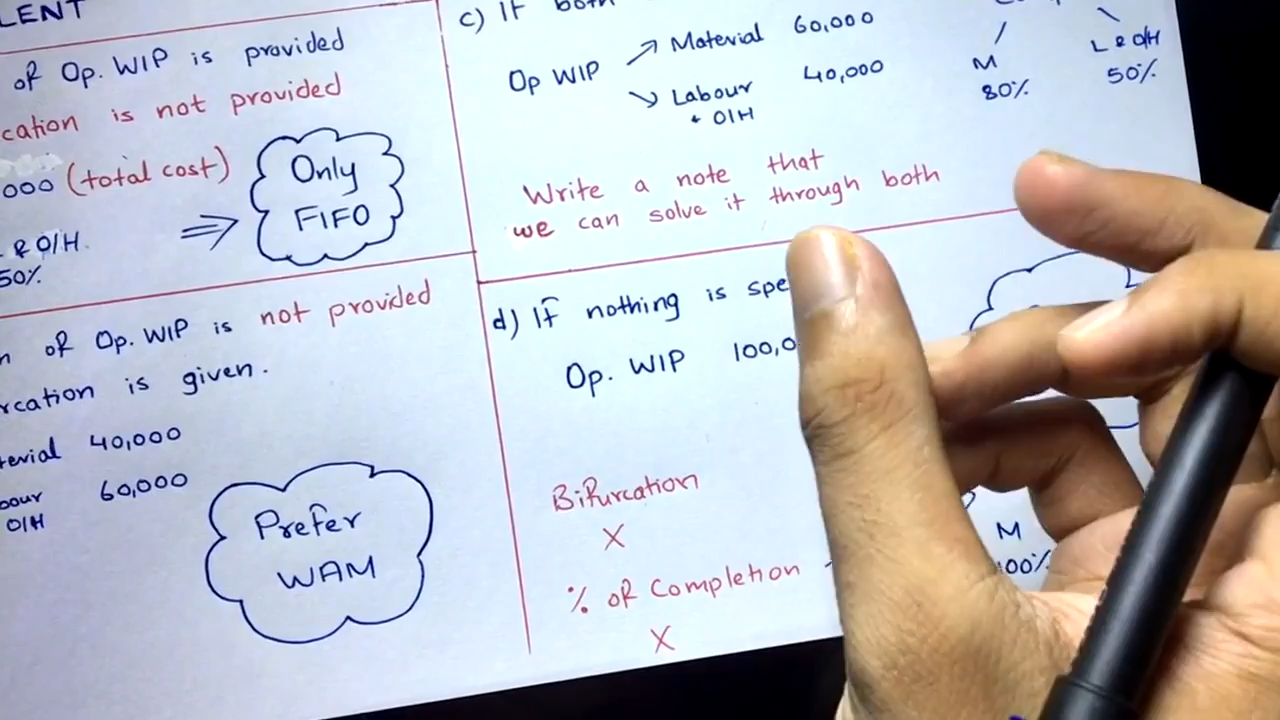 LENT
of Op. WIP is provided
cation is not provided
000 (total cost)
& O/H.
50%
Only
FIFO
c) If both
Op WIP
Material 60,000
Labour 40,000
+ O/H
M
80%
L & O/H
50%
Write a note that
we can solve it through both
of Op. WIP is not provided
rcation is given.
erial 40,000
bour 60,000
O/H
Prefer
WAM
d) If nothing is spe
Op. WIP 100,0
Bifurcation
X
% of Completion
X
M
100%